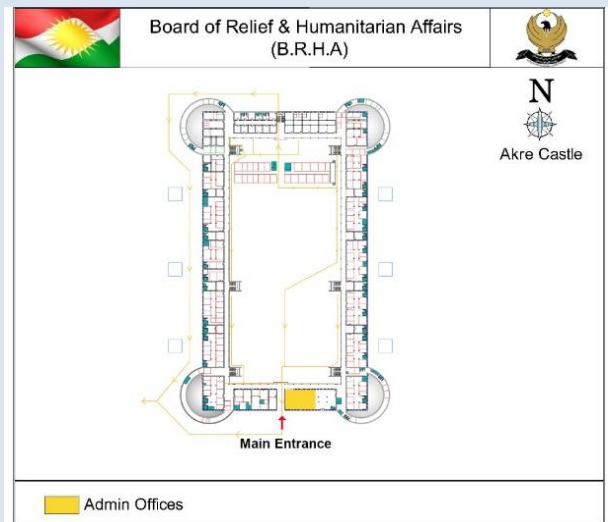 Board of Relief & Humanitarian Affairs
(B.R.H.A)
N
Akre Castle
Main Entrance
Admin Offices